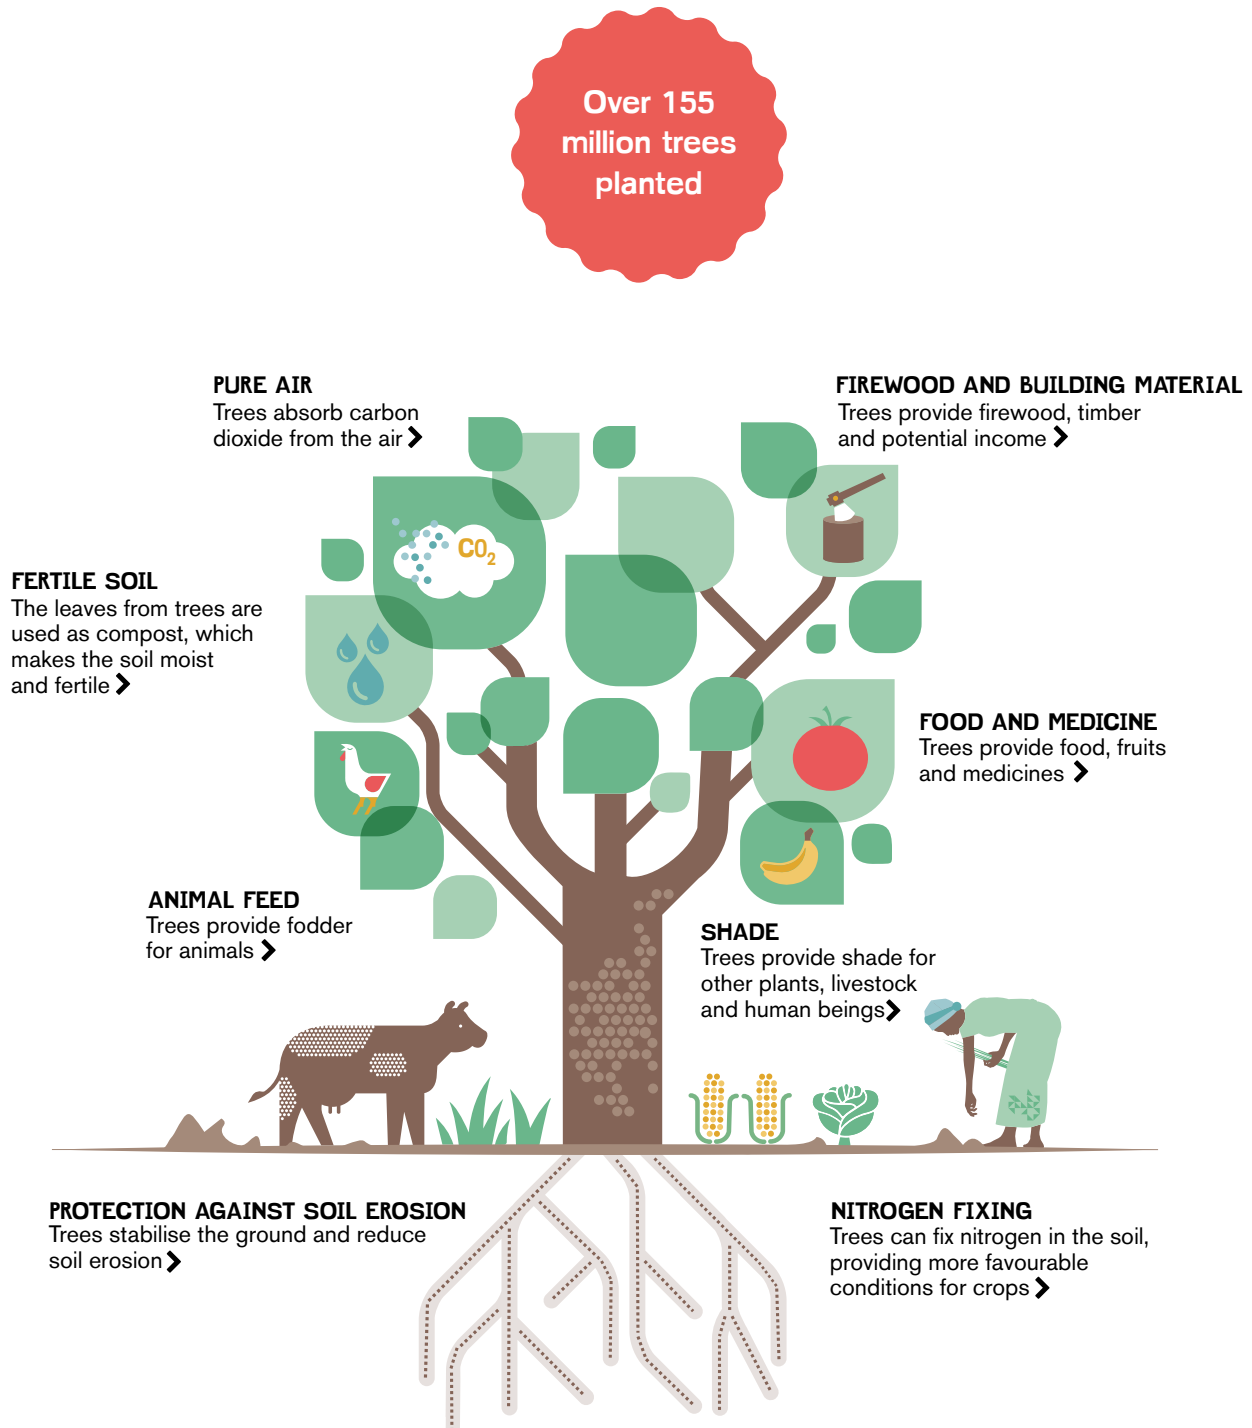 Over 155
million trees
planted
PURE AIR
Trees absorb carbon
dioxide from the air
FIREWOOD AND BUILDING MATERIAL
Trees provide firewood, timber
and potential income
CO₂
FERTILE SOIL
The leaves from trees are
used as compost, which
makes the soil moist
and fertile
FOOD AND MEDICINE
Trees provide food, fruits
and medicines
ANIMAL FEED
Trees provide fodder
for animals
SHADE
Trees provide shade for
other plants, livestock
and human beings
PROTECTION AGAINST SOIL EROSION
Trees stabilise the ground and reduce
soil erosion
NITROGEN FIXING
Trees can fix nitrogen in the soil,
providing more favourable
conditions for crops